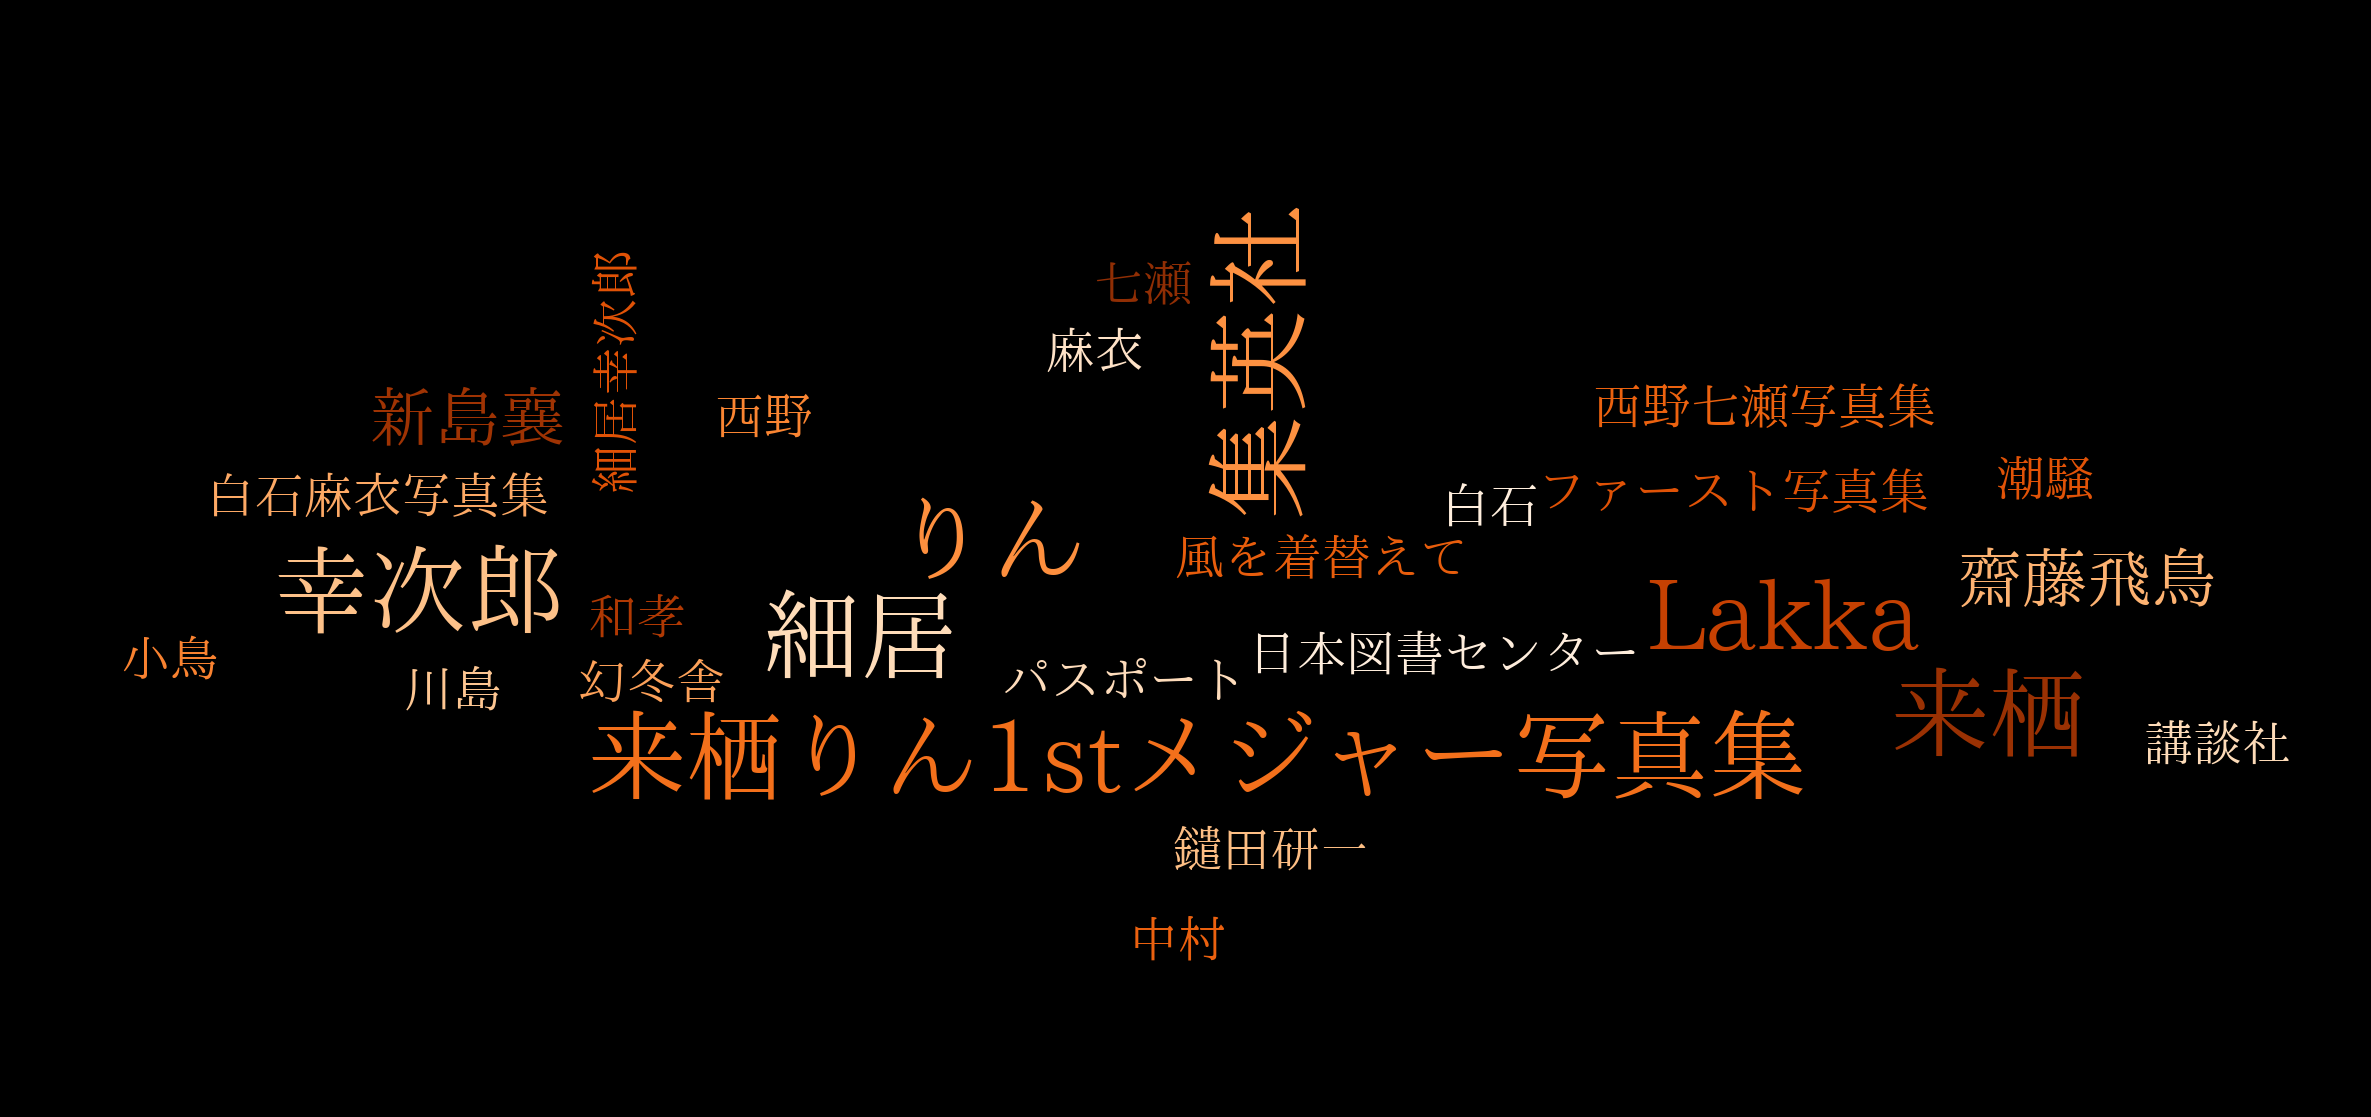 集英社
細居幸次郎
七瀬
麻衣
新島襄
西野
西野七瀬写真集
白石麻衣写真集
りん
白石
ファースト写真集
潮騒
風を着替えて
幸次郎
和孝
細居
Lakka
齋藤飛鳥
小鳥
川島
幻冬舎
パスポート
日本図書センター
来栖
来栖りん1stメジャー写真集
講談社
鑓田研一
中村